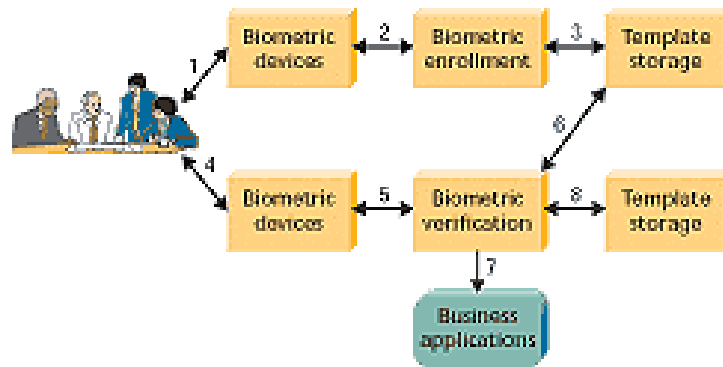 1
Biometric
devices
2
Biometric
enrollment
3
Template
storage
4
Biometric
devices
5
Biometric
verification
6
8
Template
storage
7
Business
applications